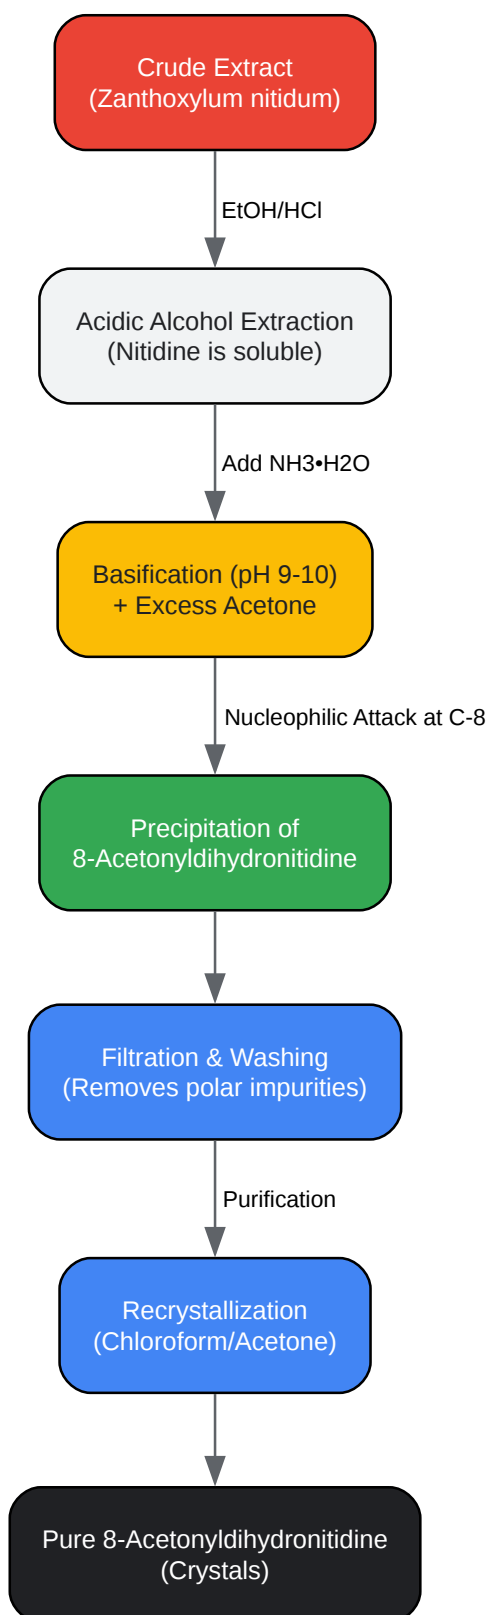 Crude Extract
(Zanthoxylum nitidum)
EtOH/HCl
Acidic Alcohol Extraction
(Nitidine is soluble)
Add NH3•H2O
Basification (pH 9-10)
+ Excess Acetone
Nucleophilic Attack at C-8
Precipitation of
8-Acetonyldihydronitidine
Filtration & Washing
(Removes polar impurities)
Purification
Recrystallization
(Chloroform/Acetone)
Pure 8-Acetonyldihydronitidine
(Crystals)